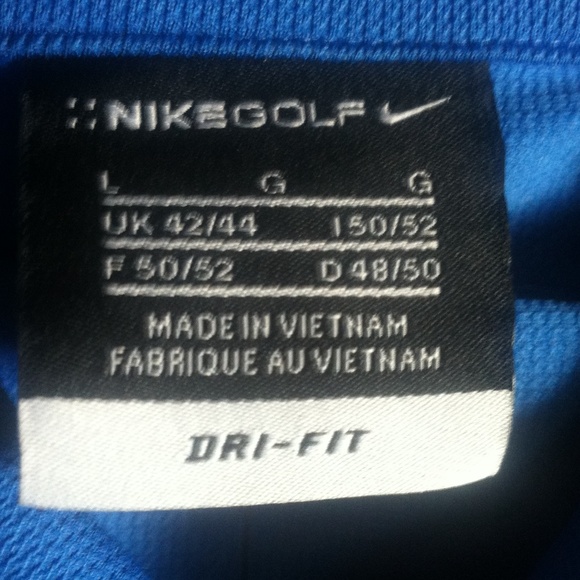 NIKEGOLF
L G G
UK 42/44 I 50/52
F 50/52 D 48/50
MADE IN VIETNAM
FABRIQUE AU VIETNAM
DRI-FIT